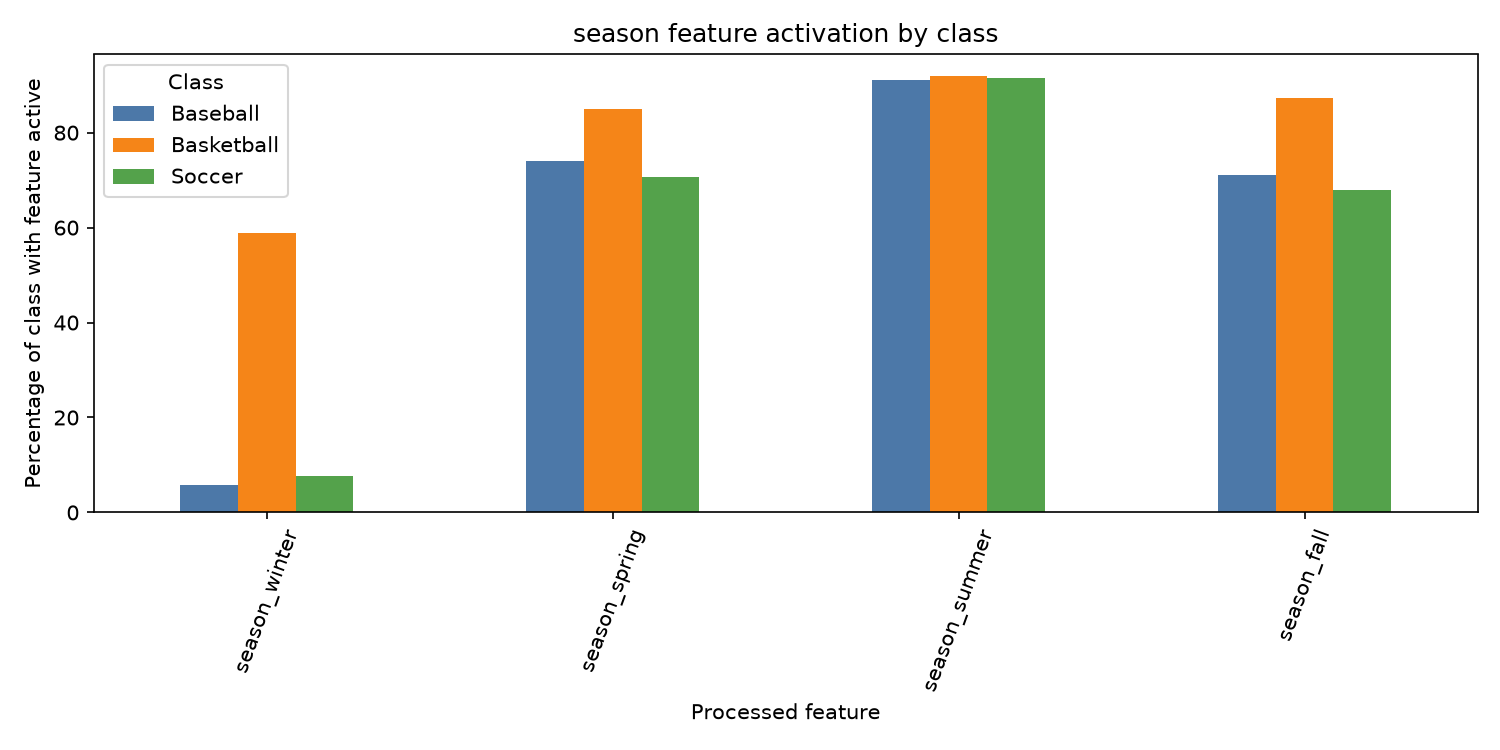 season feature activation by class
Class
Baseball
Basketball
Soccer
Percentage of class with feature active
80
60
40
20
0
season_winter
season_spring
season_summer
season_fall
Processed feature